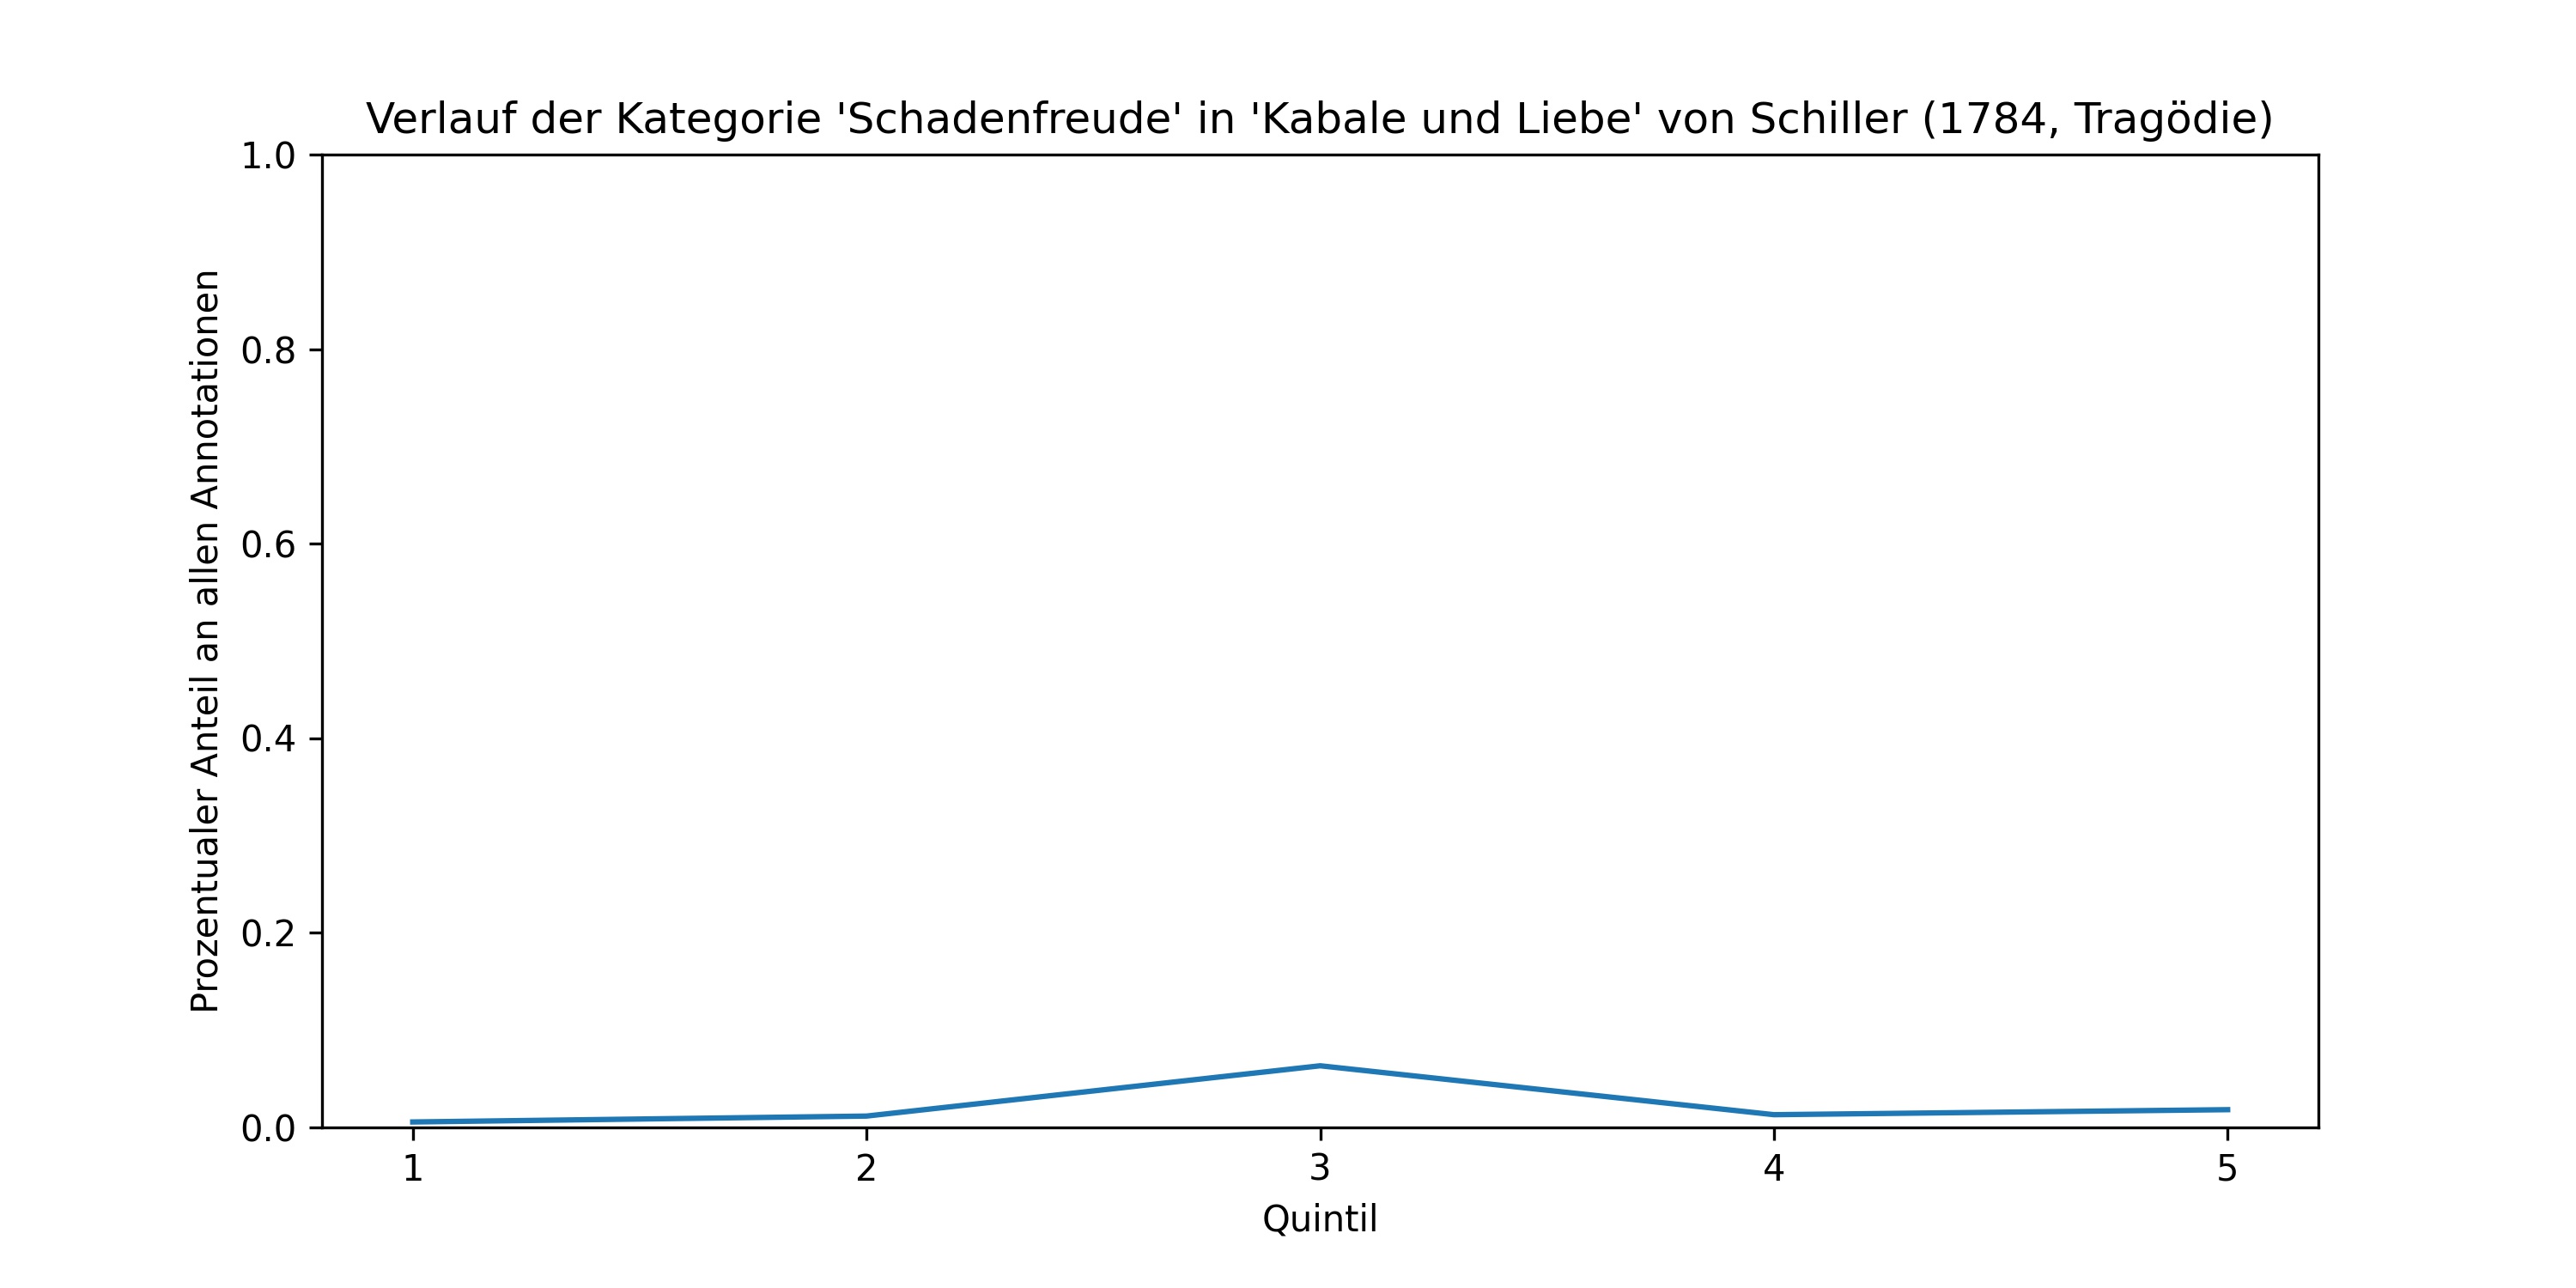 Verlauf der Kategorie 'Schadenfreude' in 'Kabale und Liebe' von Schiller (1784, Tragödie)
Prozentualer Anteil an allen Annotationen
1.0
0.8
0.6
0.4
0.2
0.0
1 2 3 4 5
Quintil